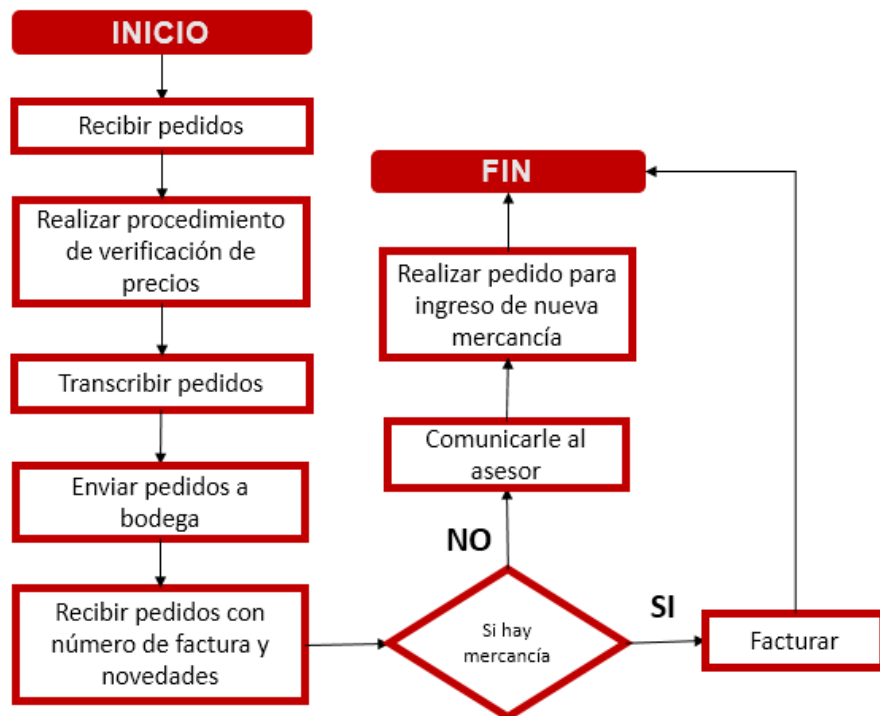 INICIO
Recibir pedidos
Realizar procedimiento
de verificación de
precios
Transcribir pedidos
Enviar pedidos a
bodega
Recibir pedidos con
número de factura y
novedades
Si hay
mercancía
NO
Comunicarle al
asesor
Realizar pedido para
ingreso de nueva
mercancía
FIN
SI
Facturar